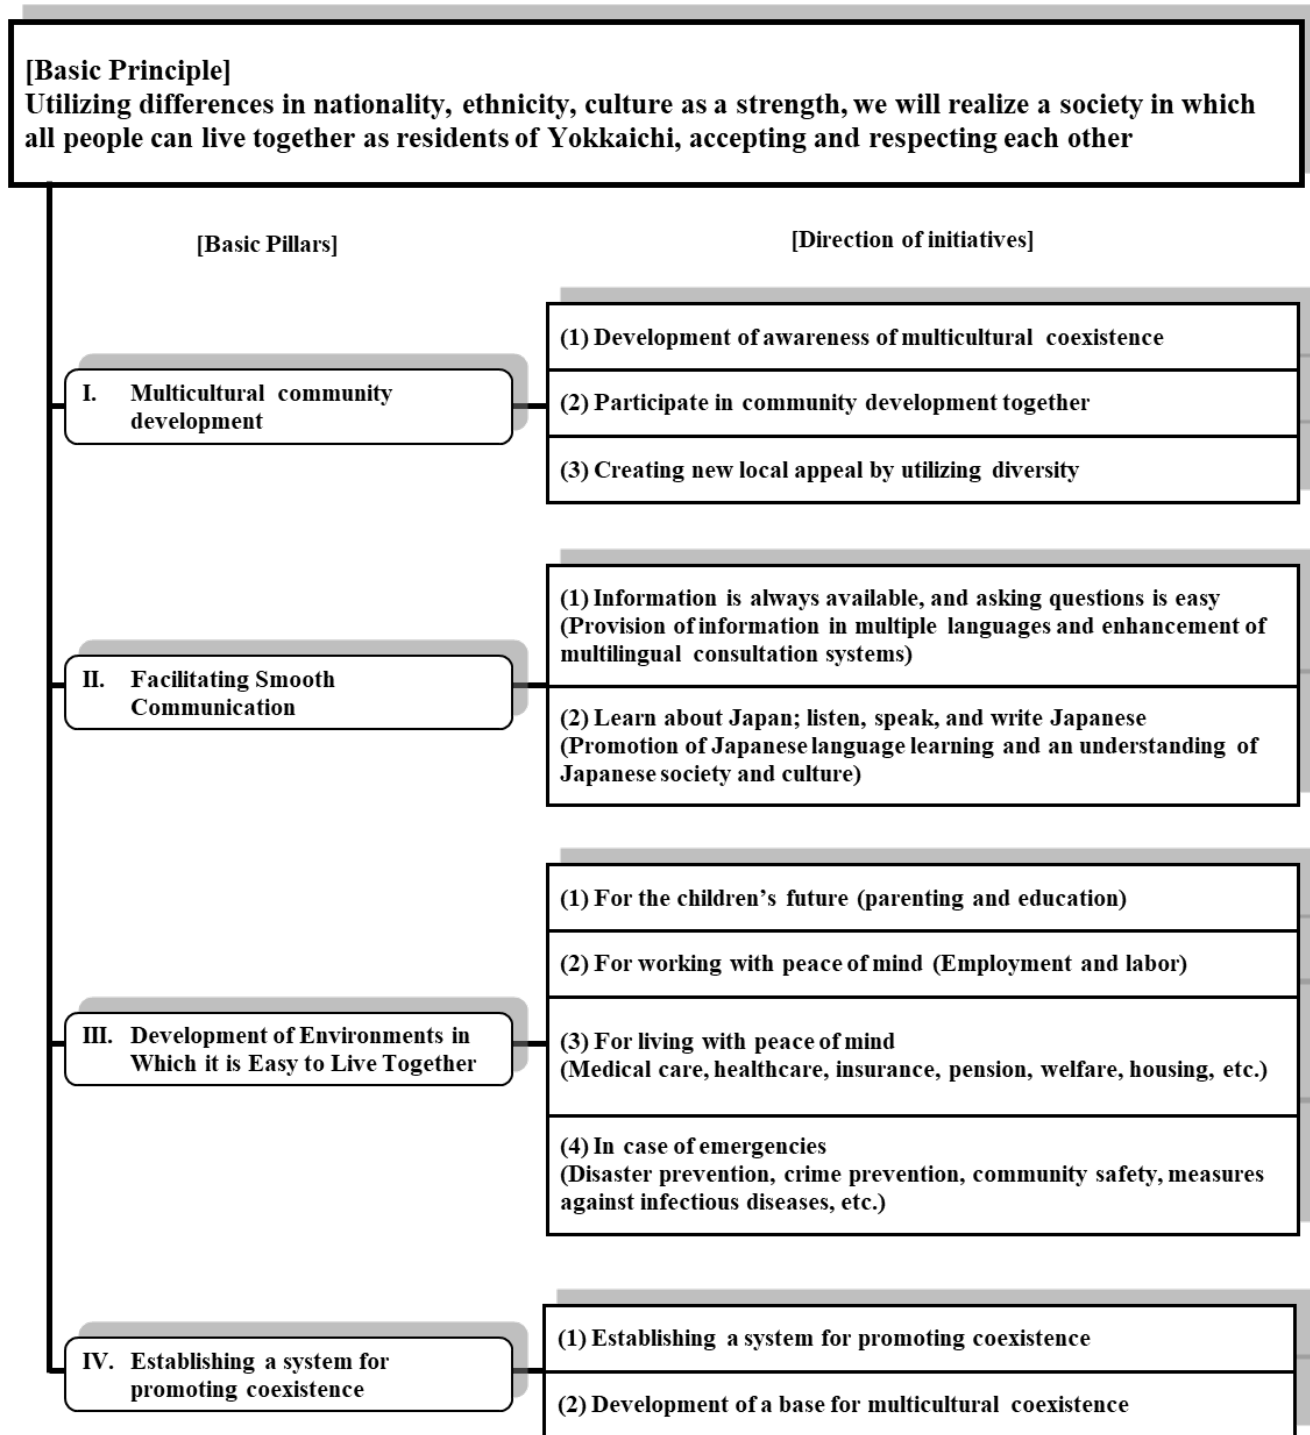 [Basic Principle]
Utilizing differences in nationality, ethnicity, culture as a strength, we will realize a society in which
all people can live together as residents of Yokkaichi, accepting and respecting each other
[Basic Pillars]
[Direction of initiatives]
I. Multicultural community
development
(1) Development of awareness of multicultural coexistence
(2) Participate in community development together
(3) Creating new local appeal by utilizing diversity
II. Facilitating Smooth
Communication
(1) Information is always available, and asking questions is easy
(Provision of information in multiple languages and enhancement of
multilingual consultation systems)
(2) Learn about Japan; listen, speak, and write Japanese
(Promotion of Japanese language learning and an understanding of
Japanese society and culture)
III. Development of Environments in
Which it is Easy to Live Together
(1) For the children’s future (parenting and education)
(2) For working with peace of mind (Employment and labor)
(3) For living with peace of mind
(Medical care, healthcare, insurance, pension, welfare, housing, etc.)
(4) In case of emergencies
(Disaster prevention, crime prevention, community safety, measures
against infectious diseases, etc.)
IV. Establishing a system for
promoting coexistence
(1) Establishing a system for promoting coexistence
(2) Development of a base for multicultural coexistence